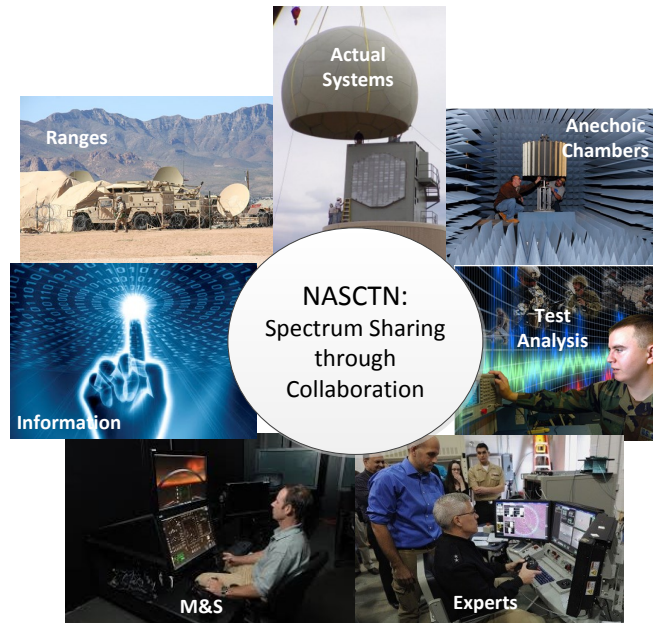 Actual
Systems
Ranges
Anechoic
Chambers
NASCTN:
Spectrum Sharing
through
Collaboration
Test
Analysis
Information
M&S
Experts